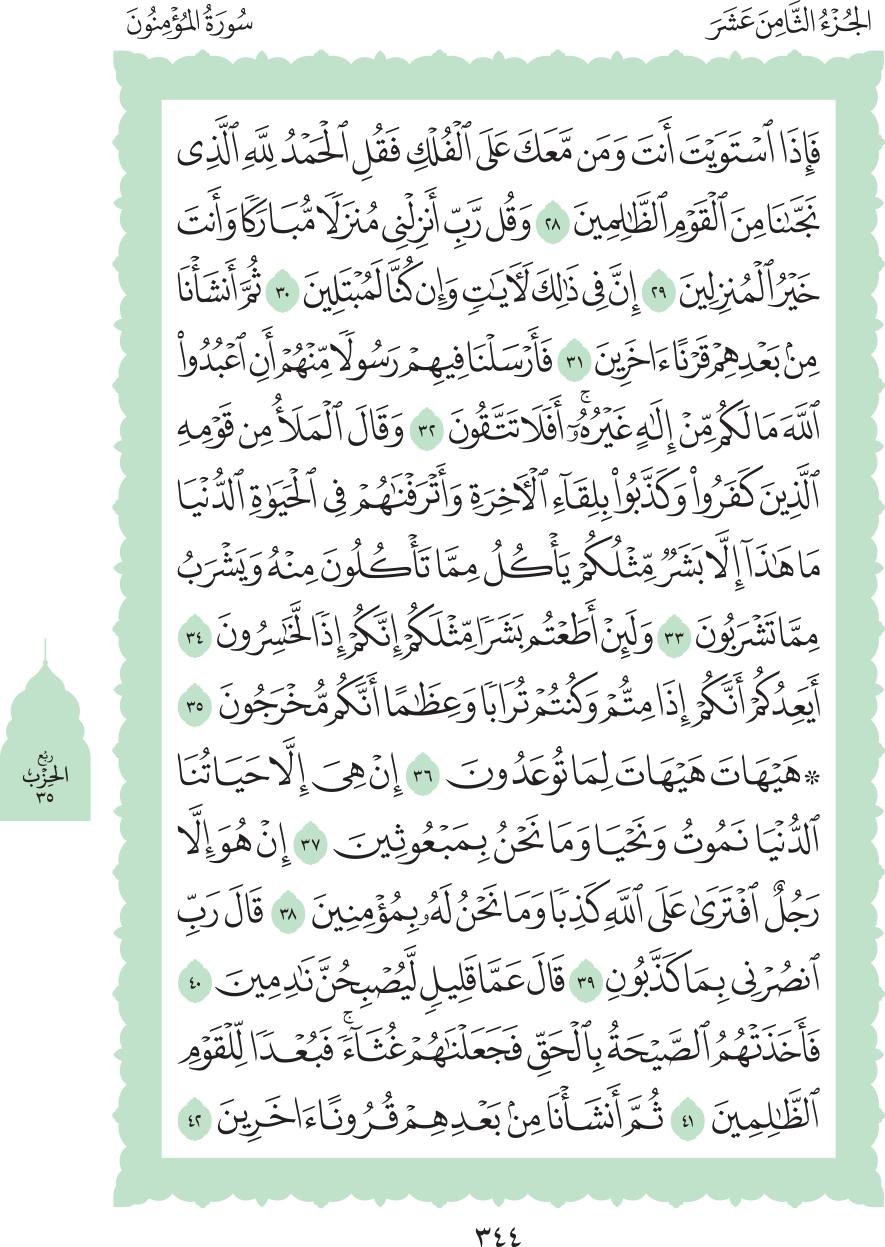 الجُزْءُ الثَّامِنَ عَشَرَ
سُورَةُ المُؤْمِنُونَ
فَإِذَا ٱسْتَوَيْتَ أَنتَ وَمَن مَّعَكَ عَلَى ٱلْفُلْكِ فَقُلِ ٱلْحَمْدُ لِلَّهِ ٱلَّذِى
نَجَّىٰنَا مِنَ ٱلْقَوْمِ ٱلظَّـٰلِمِينَ ٢٨ وَقُل رَّبِّ أَنزِلْنِى مُنزَلًا مُّبَارَكًا وَأَنتَ
خَيْرُ ٱلْمُنزِلِينَ ٢٩ إِنَّ فِى ذَٰلِكَ لَـَٔايَـٰتٍ وَإِن كُنَّا لَمُبْتَلِينَ ٣٠ ثُمَّ أَنشَأْنَا
مِنۢ بَعْدِهِمْ قَرْنًا ءَاخَرِينَ ٣١ فَأَرْسَلْنَا فِيهِمْ رَسُولًا مِّنْهُمْ أَنِ ٱعْبُدُوا۟
ٱللَّهَ مَا لَكُم مِّنْ إِلَـٰهٍ غَيْرُهُۥٓ ۚ أَفَلَا تَتَّقُونَ ٣٢ وَقَالَ ٱلْمَلَأُ مِن قَوْمِهِ
ٱلَّذِينَ كَفَرُوا۟ وَكَذَّبُوا۟ بِلِقَآءِ ٱلْـَٔاخِرَةِ وَأَتْرَفْنَـٰهُمْ فِى ٱلْحَيَوٰةِ ٱلدُّنْيَا
مَا هَـٰذَآ إِلَّا بَشَرٌ مِّثْلُكُمْ يَأْكُلُ مِمَّا تَأْكُلُونَ مِنْهُ وَيَشْرَبُ
مِمَّا تَشْرَبُونَ ٣٣ وَلَئِنْ أَطَعْتُم بَشَرًا مِّثْلَكُمْ إِنَّكُمْ إِذًا لَّخَـٰسِرُونَ ٣٤
أَيَعِدُكُمْ أَنَّكُمْ إِذَا مِتُّمْ وَكُنتُمْ تُرَابًا وَعِظَـٰمًا أَنَّكُم مُّخْرَجُونَ ٣٥
۞ هَيْهَاتَ هَيْهَاتَ لِمَا تُوعَدُونَ ٣٦ إِنْ هِىَ إِلَّا حَيَاتُنَا
ٱلدُّنْيَا نَمُوتُ وَنَحْيَا وَمَا نَحْنُ بِمَبْعُوثِينَ ٣٧ إِنْ هُوَ إِلَّا
رَجُلٌ ٱفْتَرَىٰ عَلَى ٱللَّهِ كَذِبًا وَمَا نَحْنُ لَهُۥ بِمُؤْمِنِينَ ٣٨ قَالَ رَبِّ
ٱنصُرْنِى بِمَا كَذَّبُونِ ٣٩ قَالَ عَمَّا قَلِيلٍ لَّيُصْبِحُنَّ نَـٰدِمِينَ ٤٠
فَأَخَذَتْهُمُ ٱلصَّيْحَةُ بِٱلْحَقِّ فَجَعَلْنَـٰهُمْ غُثَآءً ۚ فَبُعْدًا لِّلْقَوْمِ
ٱلظَّـٰلِمِينَ ٤١ ثُمَّ أَنشَأْنَا مِنۢ بَعْدِهِمْ قُرُونًا ءَاخَرِينَ ٤٢
رُبْع
الحِزْبِ
٣٥
٣٤٤